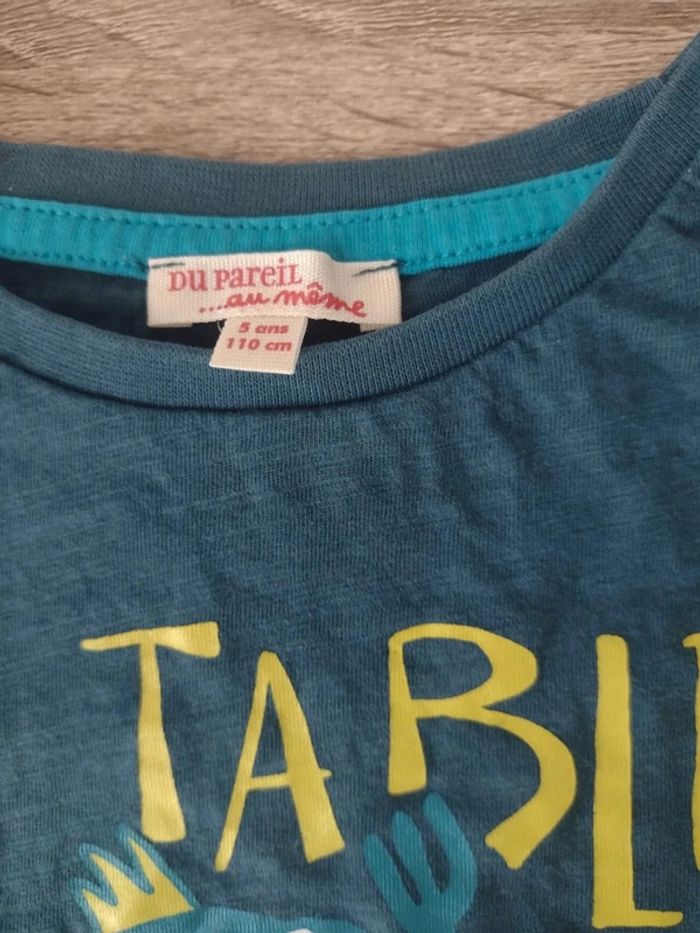 DU PAREIL
...au même
5 ans
110 cm
TABL